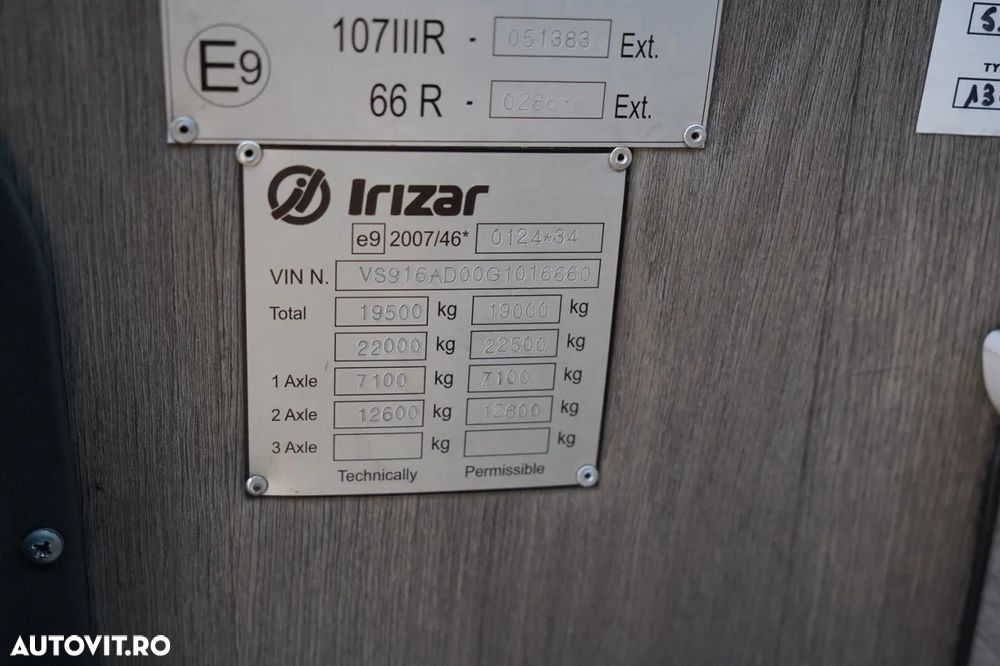 E9
107IIIR - 051383 Ext.
66 R - Ext.
Irizar
e9 2007/46* 0124*34
VIN N. VS916AD00G1016660
Total 19500 kg 19000 kg
22000 kg 22500 kg
1 Axle 7100 kg 7100 kg
2 Axle 12600 kg 12600 kg
3 Axle kg kg
Technically Permissible
TY
AUTOVIT.RO